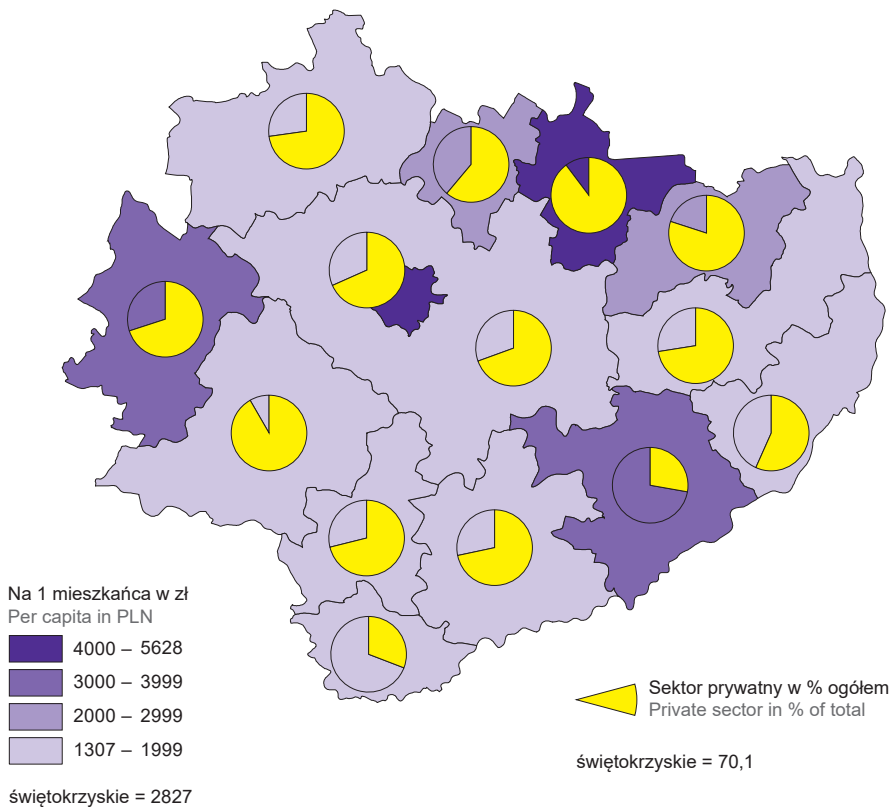 Na 1 mieszkańca w zł
Per capita in PLN
4000 – 5628
3000 – 3999
2000 – 2999
1307 – 1999
świętokrzyskie = 2827
Sektor prywatny w % ogółem
Private sector in % of total
świętokrzyskie = 70,1